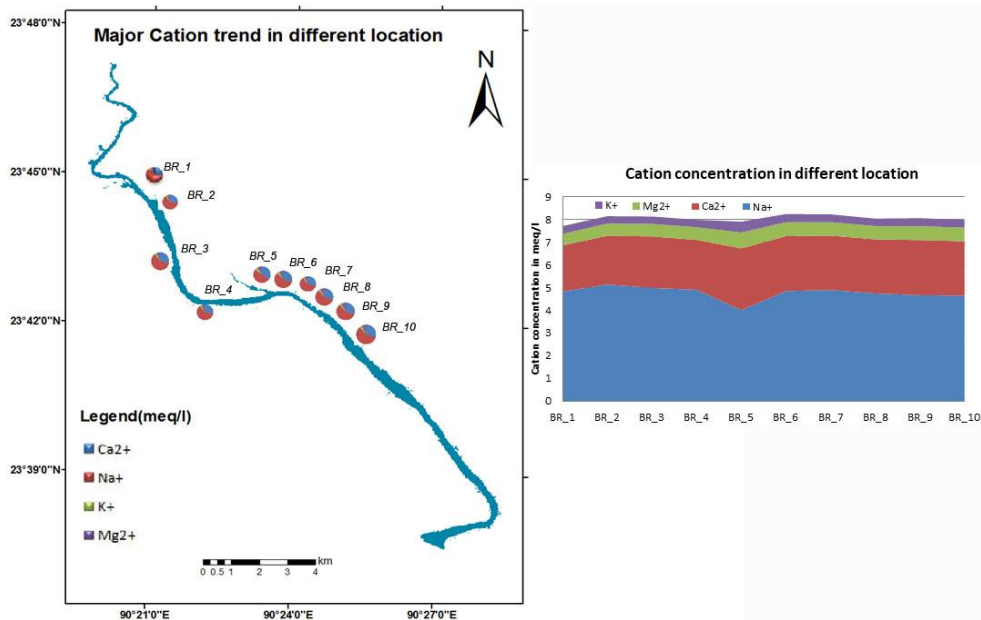 Major Cation trend in different location
23°48'0"N
23°45'0"N
23°42'0"N
23°39'0"N
N
BR_1
BR_2
BR_3
BR_4
BR_5
BR_6
BR_7
BR_8
BR_9
BR_10
Legend(meq/l)
Ca2+
Na+
K+
Mg2+
km
0 0.5 1 2 3 4
90°21'0"E 90°24'0"E 90°27'0"E
Cation concentration in different location
K+ Mg2+ Ca2+ Na+
Cation concentration in meq/l
9
8
7
6
5
4
3
2
1
0
BR_1 BR_2 BR_3 BR_4 BR_5 BR_6 BR_7 BR_8 BR_9 BR_10